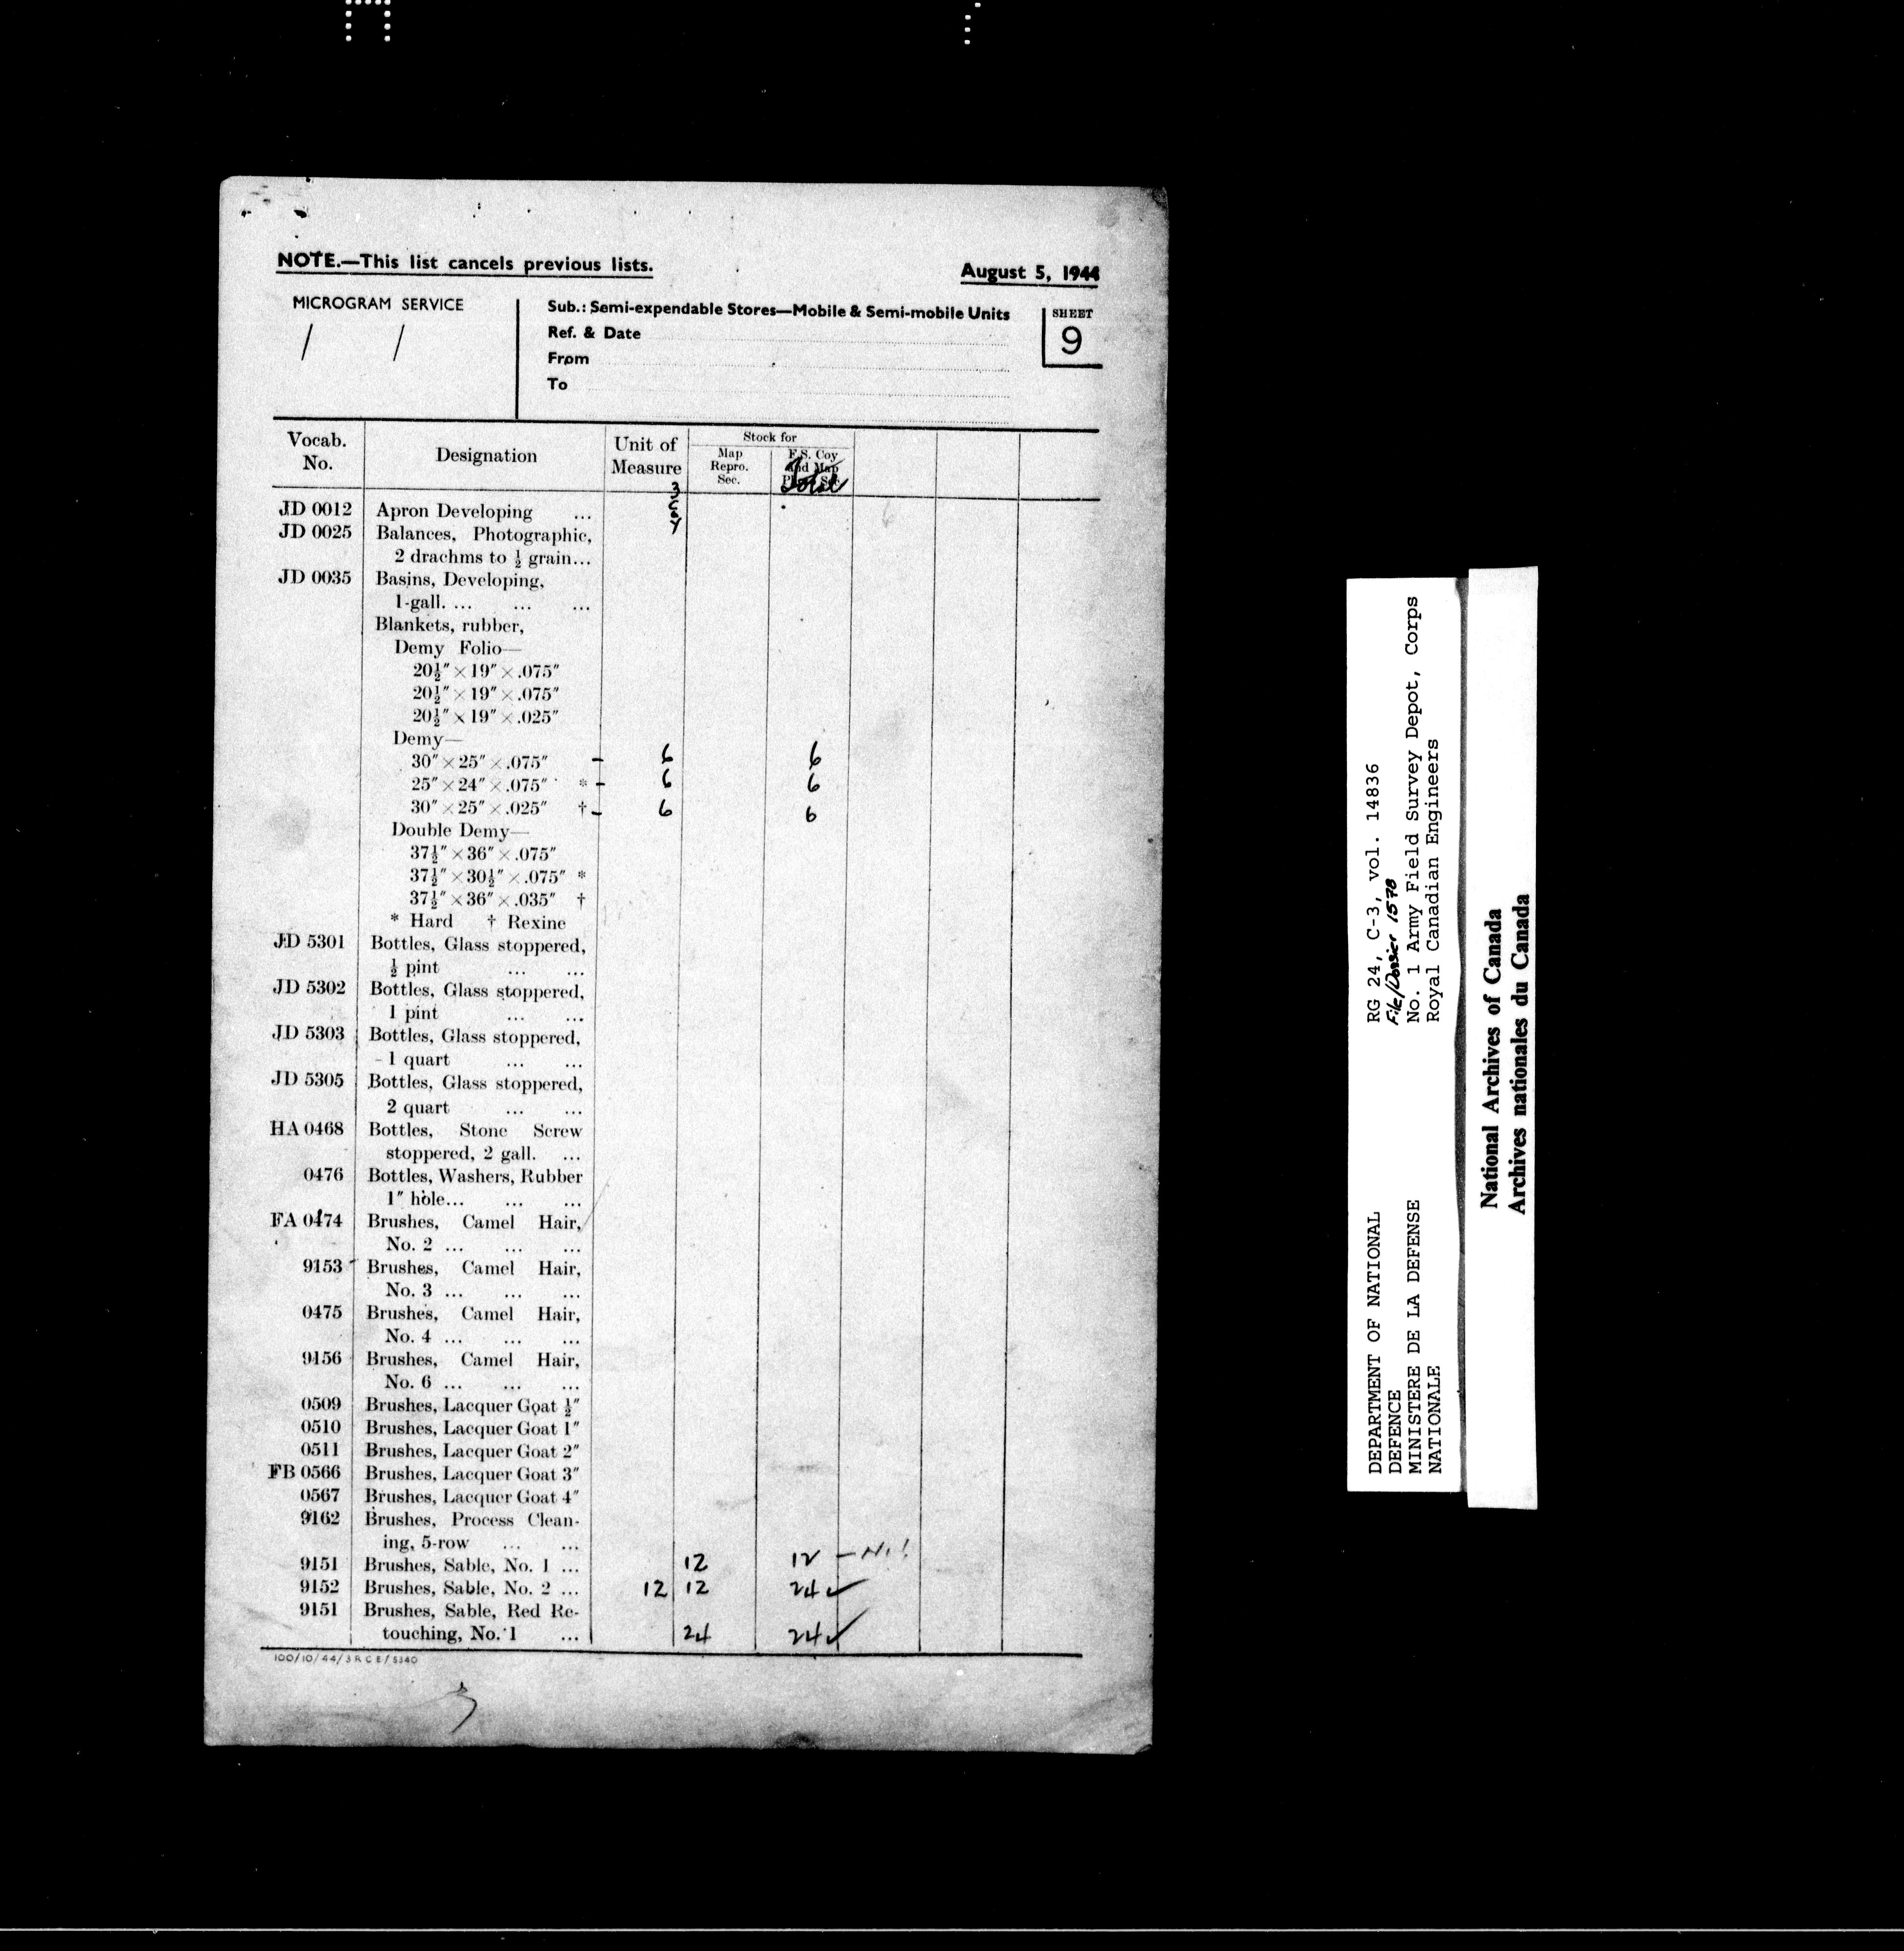 NOTE.—This list cancels previous lists.
August 5, 1944
MICROGRAM SERVICE
/ /
Sub.: Semi-expendable Stores—Mobile & Semi-mobile Units
Ref. & Date
From
To
SHEET
9
Vocab. No.
Designation
Unit of Measure
Stock for
Map Repro. Sec.
F.S. Coy and Map
Total
JD 0012 Apron Developing ...
JD 0025 Balances, Photographic,
2 drachms to ½ grain...
JD 0035 Basins, Developing,
1-gall. ... ... ...
Blankets, rubber,
Demy Folio—
20½″ × 19″ × .075″
20½″ × 19″ × .075″
20½″ × 19″ × .025″
Demy—
30″ × 25″ × .075″ - 6 6
25″ × 24″ × .075″ * - 6 6
30″ × 25″ × .025″ † - 6 6
Double Demy—
37½″ × 36″ × .075″
37½″ × 30½″ × .075″ *
37½″ × 36″ × .035″ †
* Hard † Rexine
JD 5301 Bottles, Glass stoppered,
½ pint ... ...
JD 5302 Bottles, Glass stoppered,
1 pint ... ...
JD 5303 Bottles, Glass stoppered,
1 quart ... ...
JD 5305 Bottles, Glass stoppered,
2 quart ... ...
HA 0468 Bottles, Stone Screw
stoppered, 2 gall. ...
0476 Bottles, Washers, Rubber
1″ hole... ... ...
FA 0474 Brushes, Camel Hair,
No. 2 ... ... ...
9153 Brushes, Camel Hair,
No. 3 ... ... ...
0475 Brushes, Camel Hair,
No. 4 ... ... ...
9156 Brushes, Camel Hair,
No. 6 ... ... ...
0509 Brushes, Lacquer Goat ½″
0510 Brushes, Lacquer Goat 1″
0511 Brushes, Lacquer Goat 2″
FB 0566 Brushes, Lacquer Goat 3″
0567 Brushes, Lacquer Goat 4″
9162 Brushes, Process Clean-
ing, 5-row ... ...
9151 Brushes, Sable, No. 1 ... 12 12
9152 Brushes, Sable, No. 2 ... 12 12 24 ✓
9151 Brushes, Sable, Red Re-
touching, No. 1 ... 24 24 ✓
100/10/44/3 R C E/5340
3
DEPARTMENT OF NATIONAL
DEFENCE
MINISTERE DE LA DEFENSE
NATIONALE
RG 24, C-3, vol. 14836
File/Dossier 1578
No. 1 Army Field Survey Depot, Corps
Royal Canadian Engineers
National Archives of Canada
Archives nationales du Canada